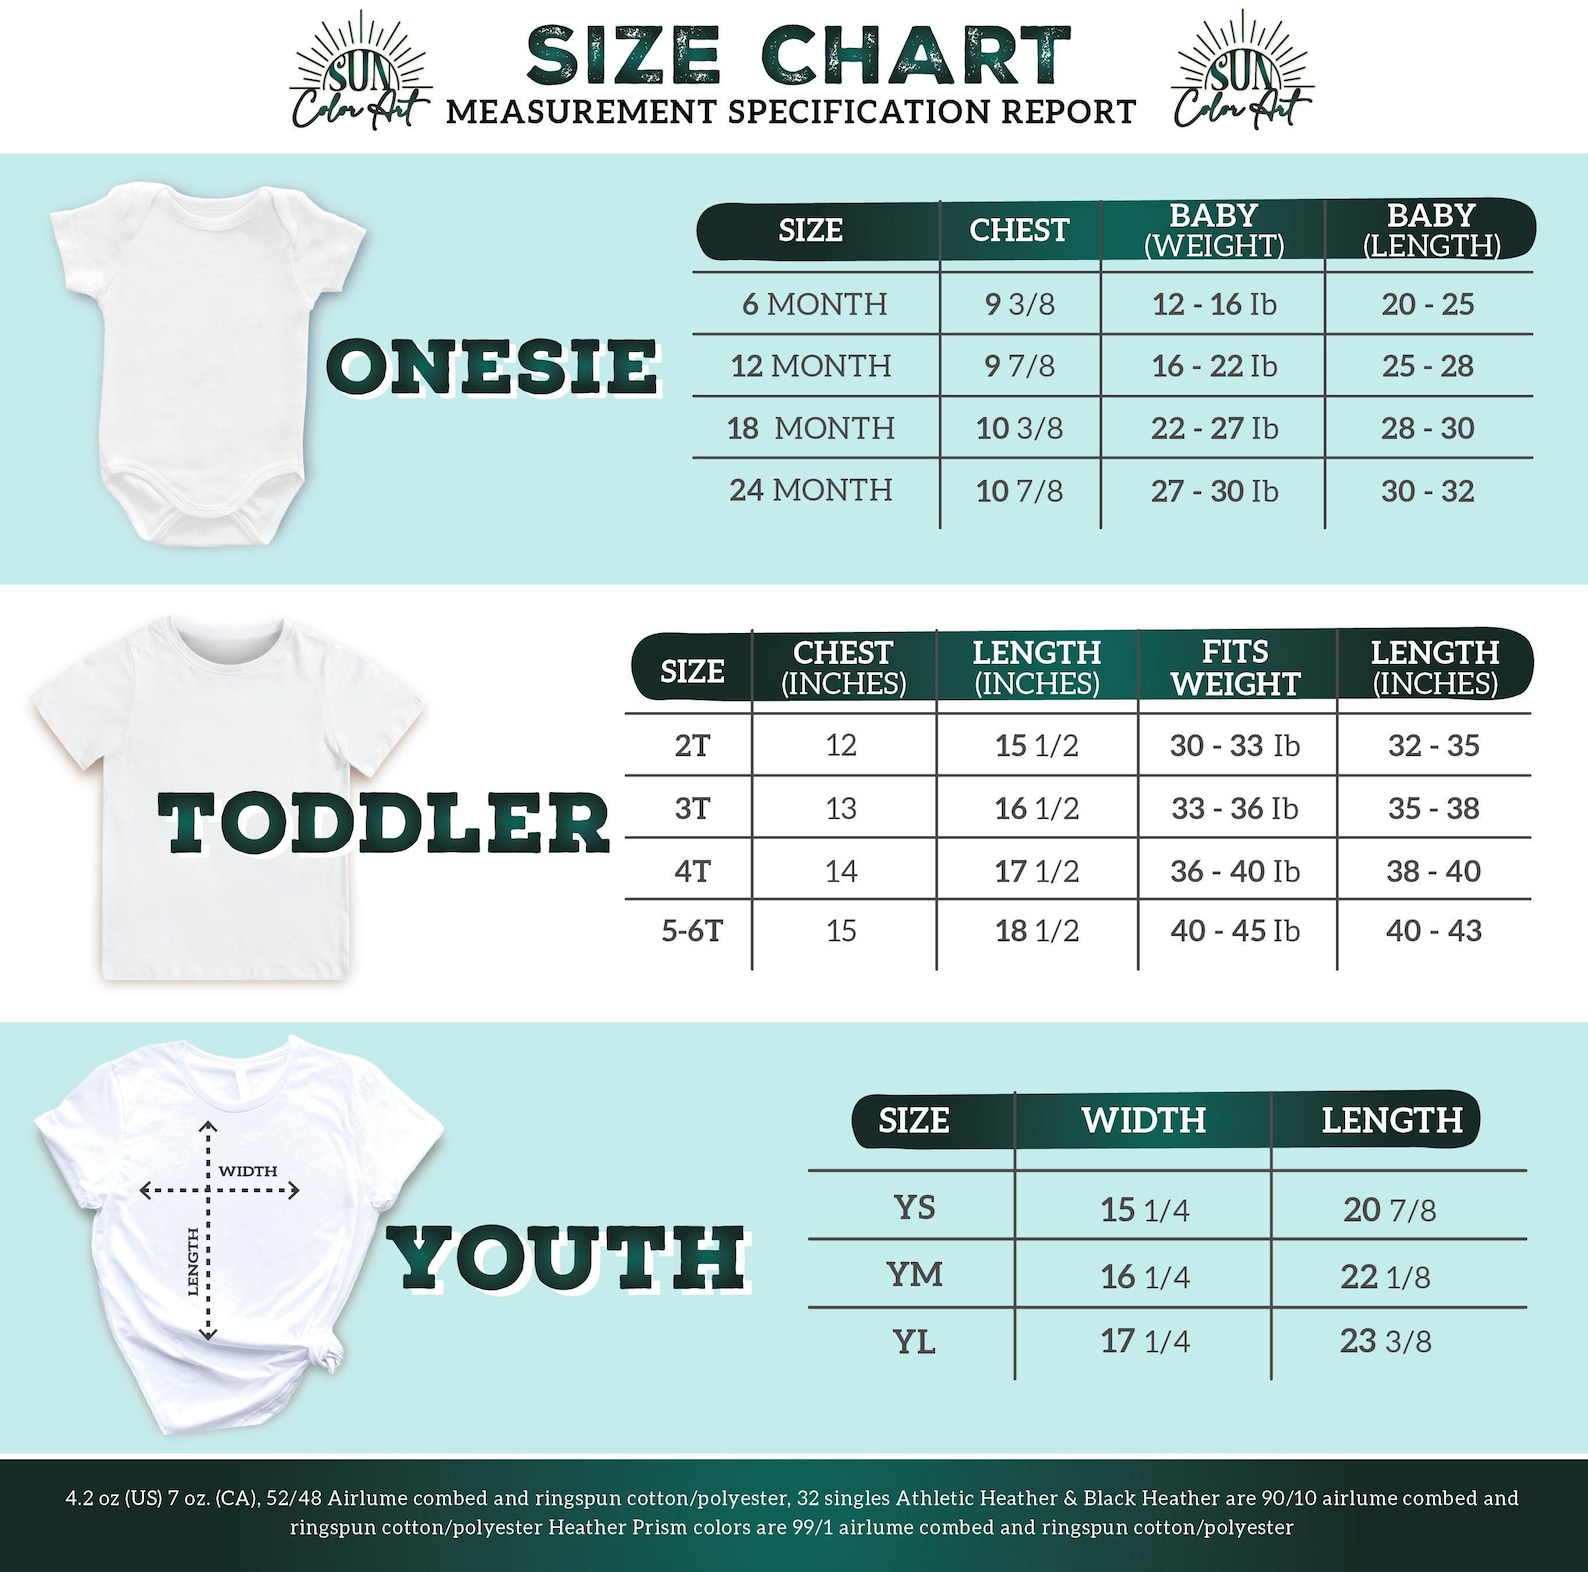 SUN
Color Art
SIZE CHART
MEASUREMENT SPECIFICATION REPORT
SUN
Color Art
ONESIE
SIZE CHEST BABY (WEIGHT) BABY (LENGTH)
6 MONTH 9 3/8 12 - 16 Ib 20 - 25
12 MONTH 9 7/8 16 - 22 Ib 25 - 28
18 MONTH 10 3/8 22 - 27 Ib 28 - 30
24 MONTH 10 7/8 27 - 30 Ib 30 - 32
TODDLER
SIZE CHEST (INCHES) LENGTH (INCHES) FITS WEIGHT LENGTH (INCHES)
2T 12 15 1/2 30 - 33 Ib 32 - 35
3T 13 16 1/2 33 - 36 Ib 35 - 38
4T 14 17 1/2 36 - 40 Ib 38 - 40
5-6T 15 18 1/2 40 - 45 Ib 40 - 43
WIDTH
LENGTH
YOUTH
SIZE WIDTH LENGTH
YS 15 1/4 20 7/8
YM 16 1/4 22 1/8
YL 17 1/4 23 3/8
4.2 oz (US) 7 oz. (CA), 52/48 Airlume combed and ringspun cotton/polyester, 32 singles Athletic Heather & Black Heather are 90/10 airlume combed and
ringspun cotton/polyester Heather Prism colors are 99/1 airlume combed and ringspun cotton/polyester